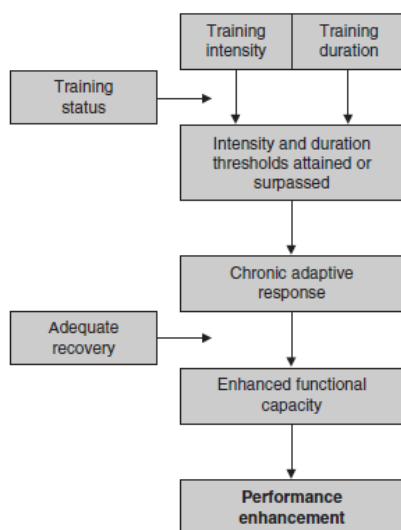 Training
intensity
Training
duration
Training
status
Intensity and duration
thresholds attained or
surpassed
Chronic adaptive
response
Adequate
recovery
Enhanced functional
capacity
Performance
enhancement